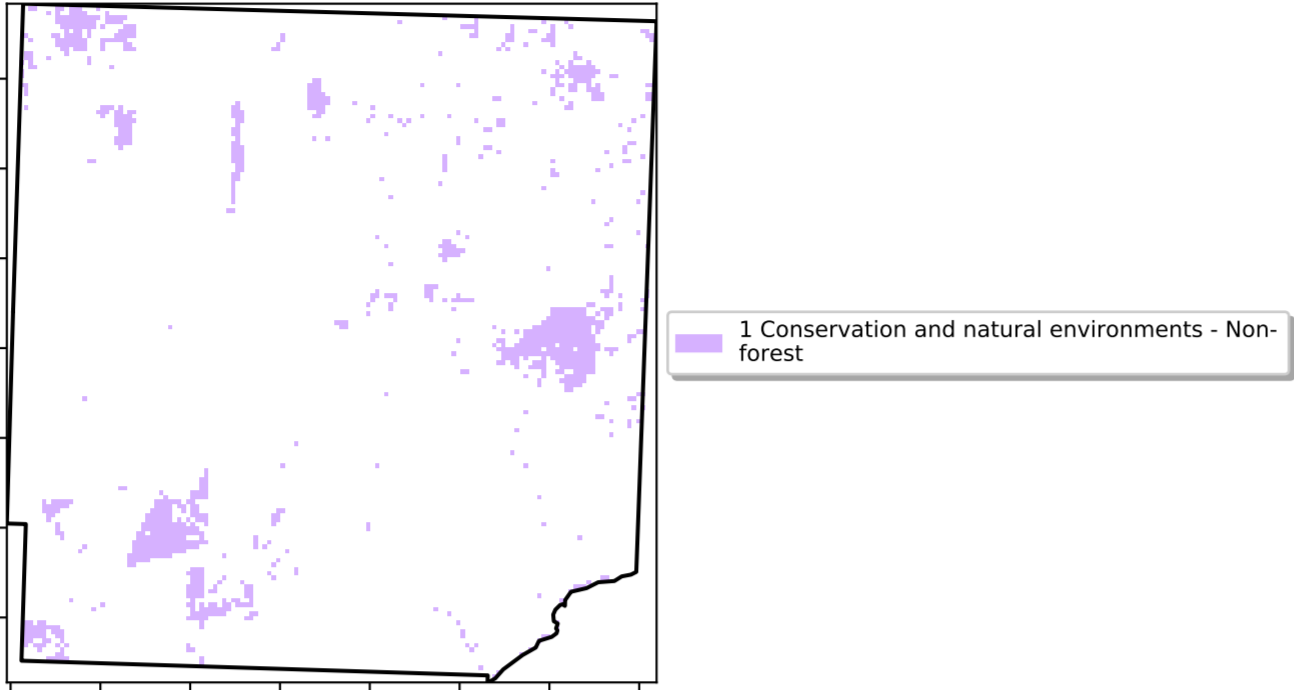 1 Conservation and natural environments - Non-
forest